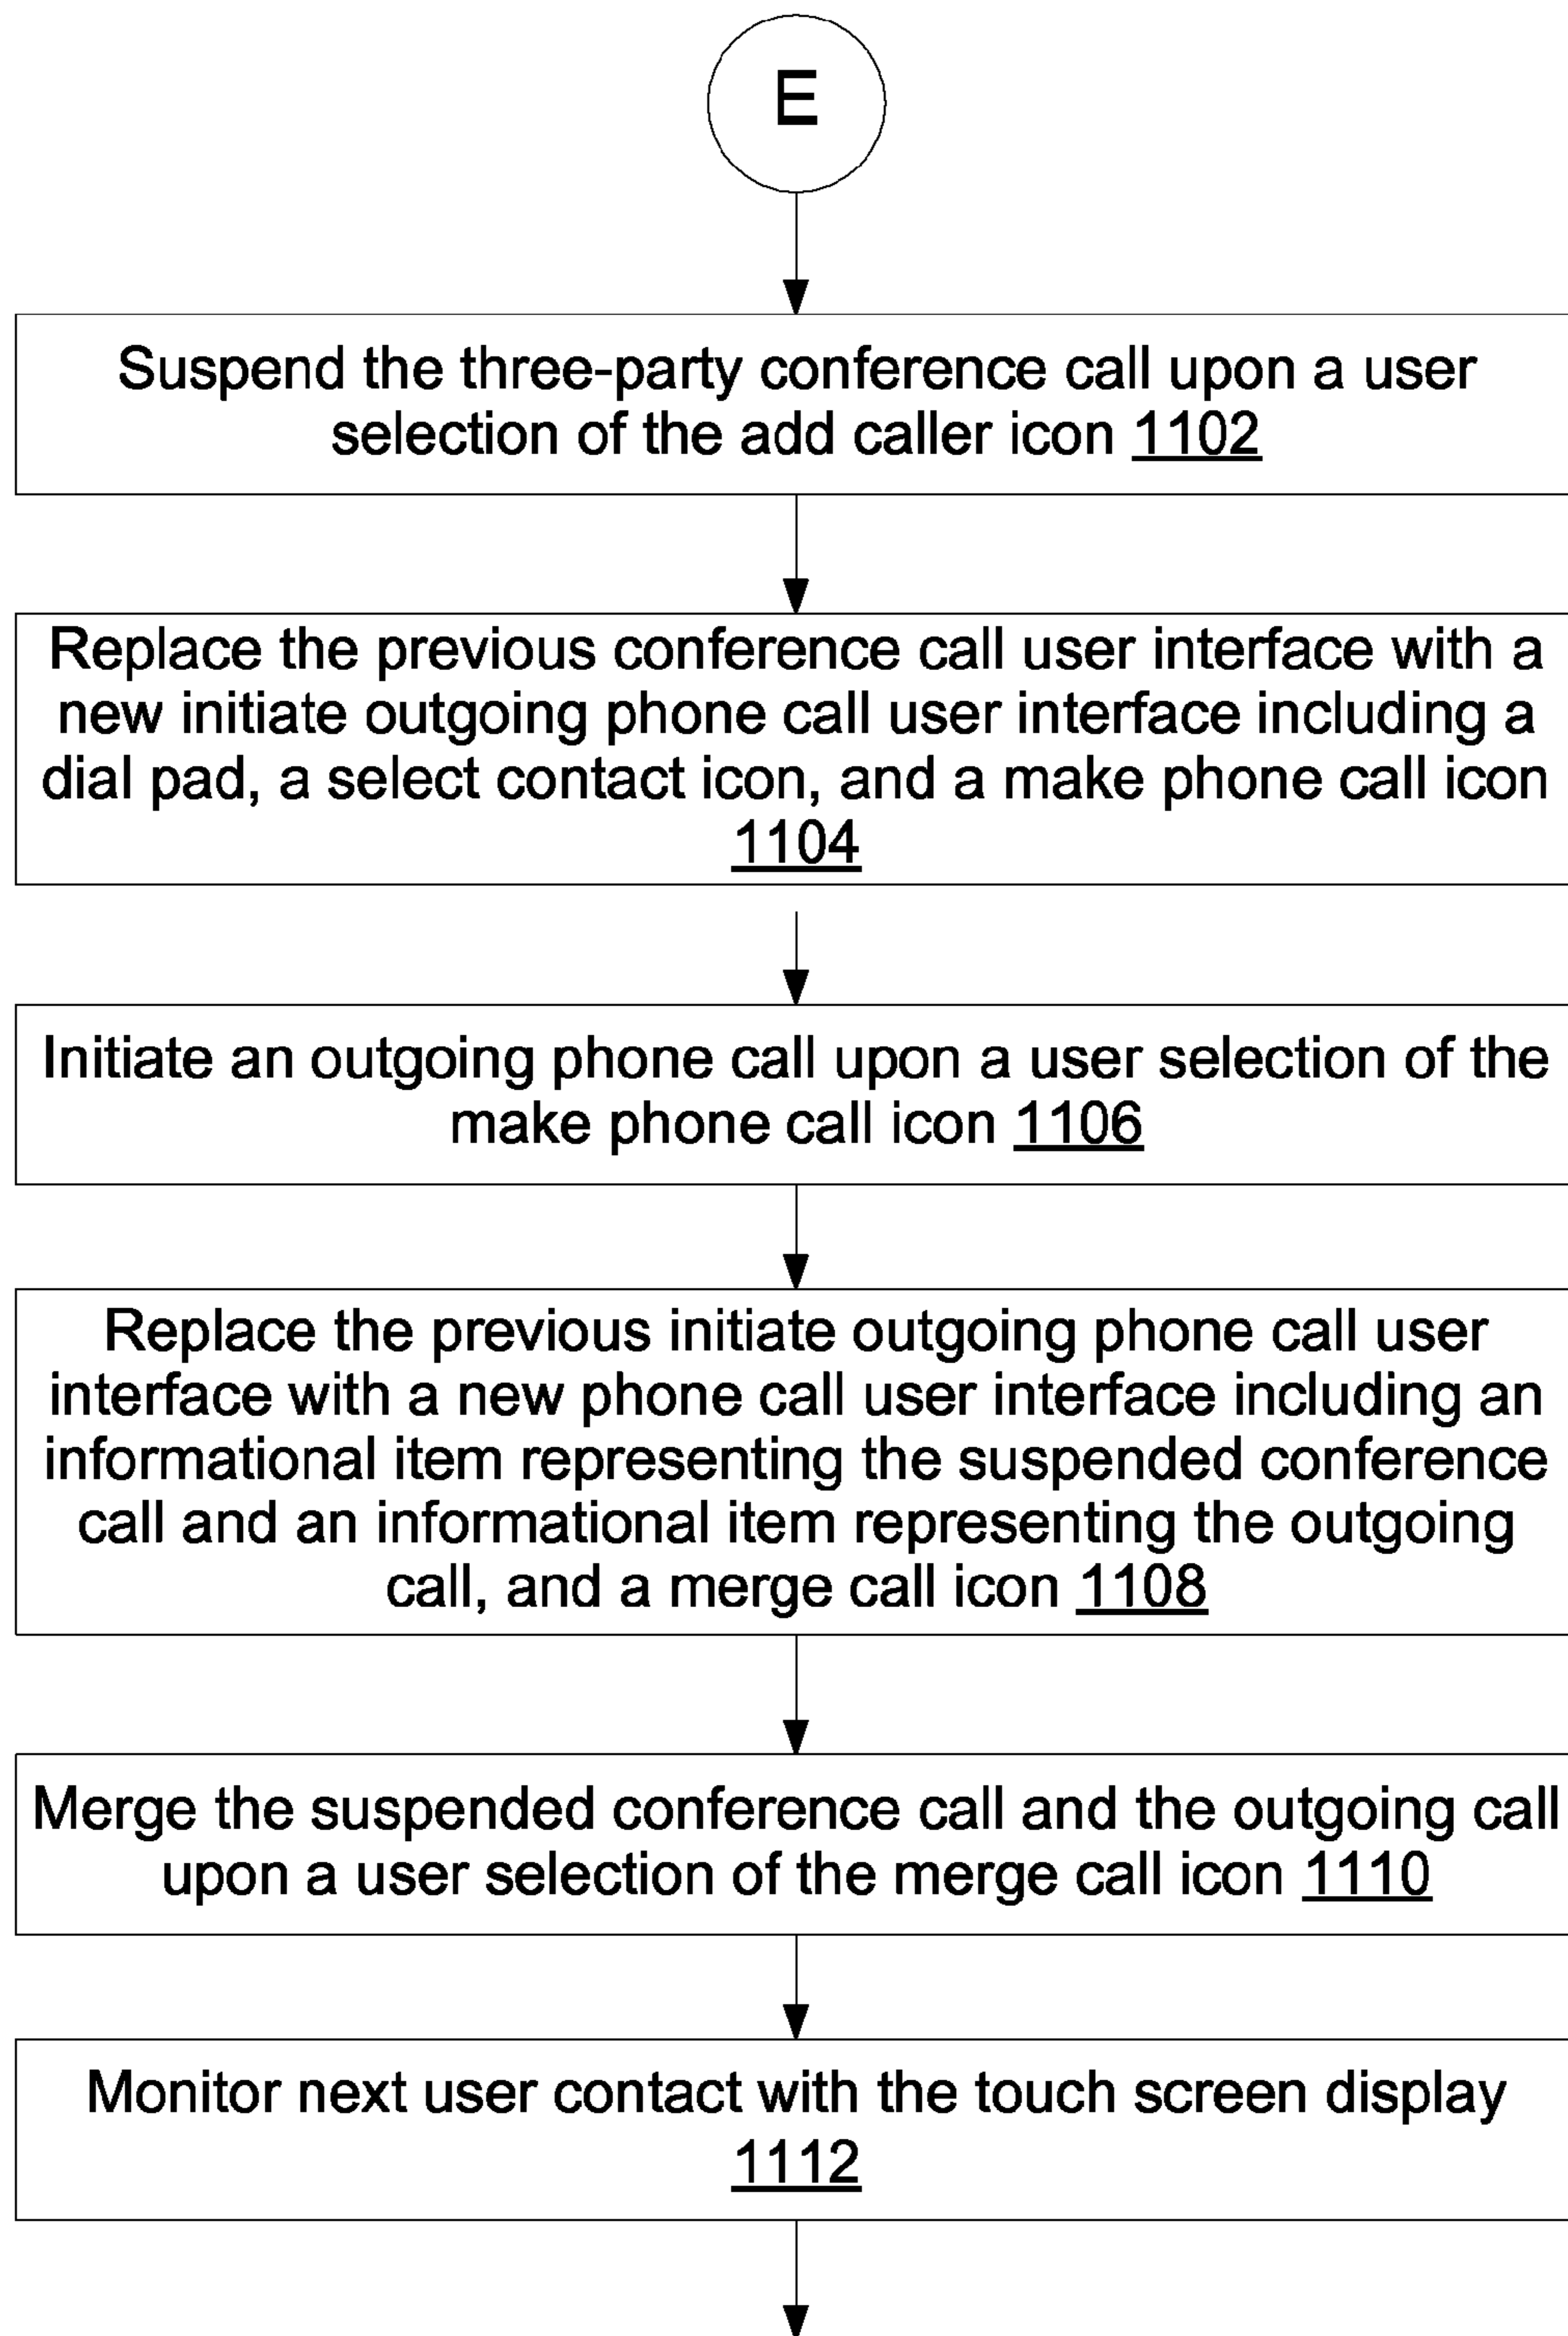 E
Suspend the three-party conference call upon a user
selection of the add caller icon 1102
Replace the previous conference call user interface with a
new initiate outgoing phone call user interface including a
dial pad, a select contact icon, and a make phone call icon
1104
Initiate an outgoing phone call upon a user selection of the
make phone call icon 1106
Replace the previous initiate outgoing phone call user
interface with a new phone call user interface including an
informational item representing the suspended conference
call and an informational item representing the outgoing
call, and a merge call icon 1108
Merge the suspended conference call and the outgoing call
upon a user selection of the merge call icon 1110
Monitor next user contact with the touch screen display
1112